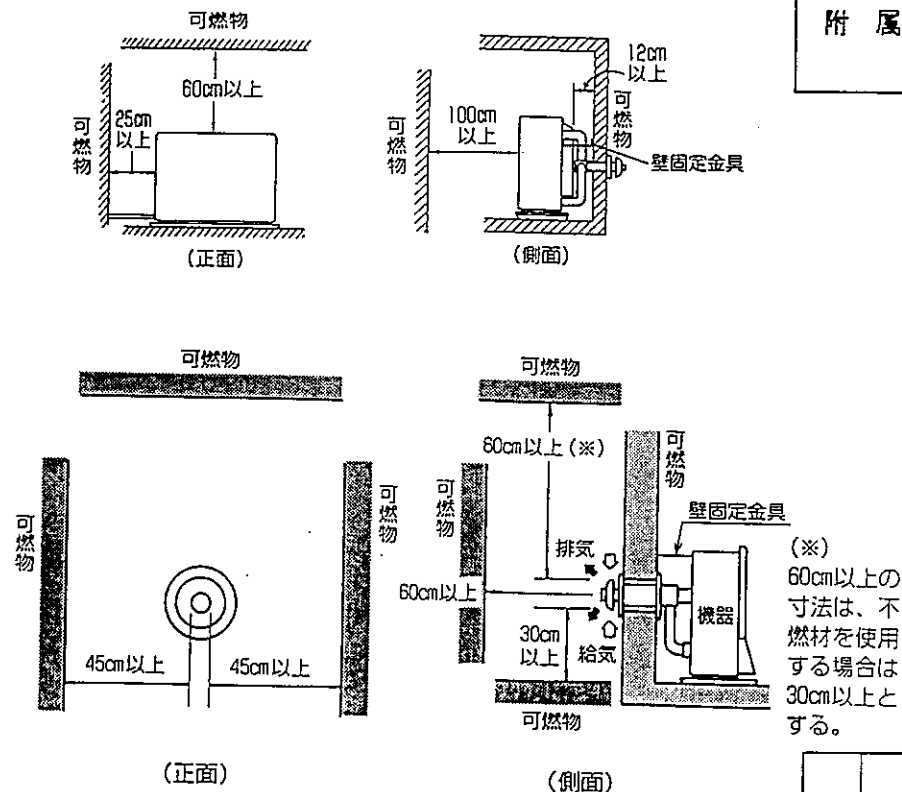 附 属
可燃物
60cm以上
25cm
以上
可燃物
(正面)
12cm
以上
可燃物
100cm
以上
可燃物
壁固定金具
(側面)
可燃物
可燃物
可燃物
45cm以上
45cm以上
(正面)
可燃物
60cm以上(※)
可燃物
可燃物
壁固定金具
排気
60cm以上
機器
30cm
以上
給気
可燃物
(側面)
(※)
60cm以上の
寸法は、不
燃材を使用
する場合は
30cm以上と
する。